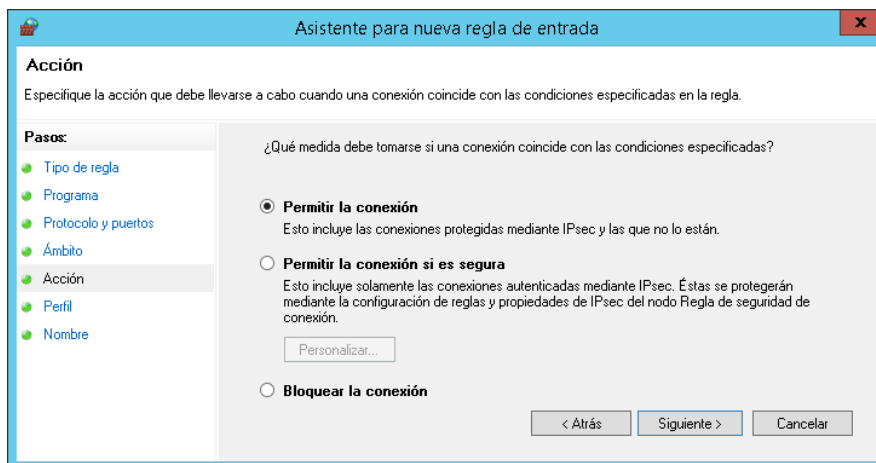 Asistente para nueva regla de entrada
x
Acción
Especifique la acción que debe llevarse a cabo cuando una conexión coincide con las condiciones especificadas en la regla.
Pasos:
Tipo de regla
Programa
Protocolo y puertos
Ámbito
Acción
Perfil
Nombre
¿Qué medida debe tomarse si una conexión coincide con las condiciones especificadas?
Permitir la conexión
Esto incluye las conexiones protegidas mediante IPsec y las que no lo están.
Permitir la conexión si es segura
Esto incluye solamente las conexiones autenticadas mediante IPsec. Éstas se protegerán
mediante la configuración de reglas y propiedades de IPsec del nodo Regla de seguridad de
conexión.
Personalizar...
Bloquear la conexión
< Atrás
Siguiente >
Cancelar